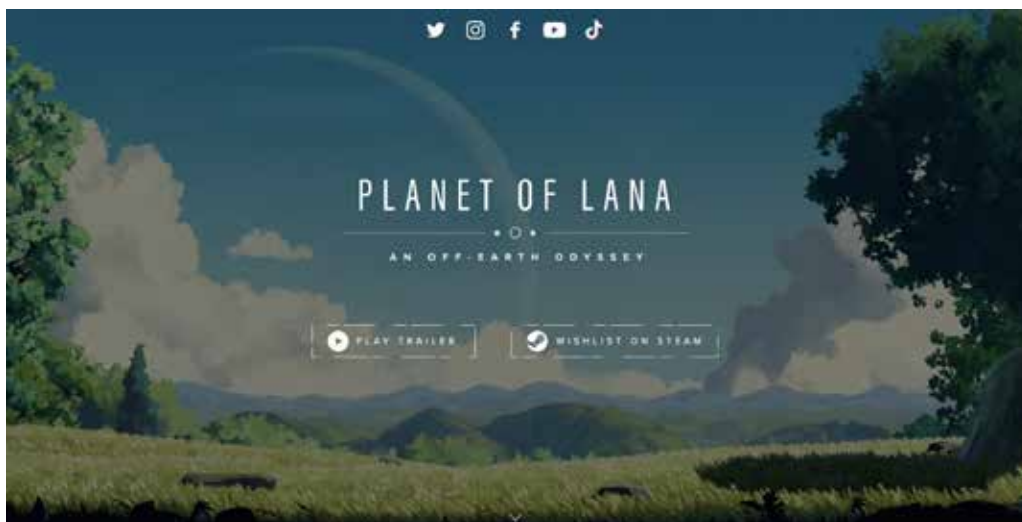 PLANET OF LANA
AN OFF-EARTH ODYSSEY
PLAY TRAILER
WISHLIST ON STEAM